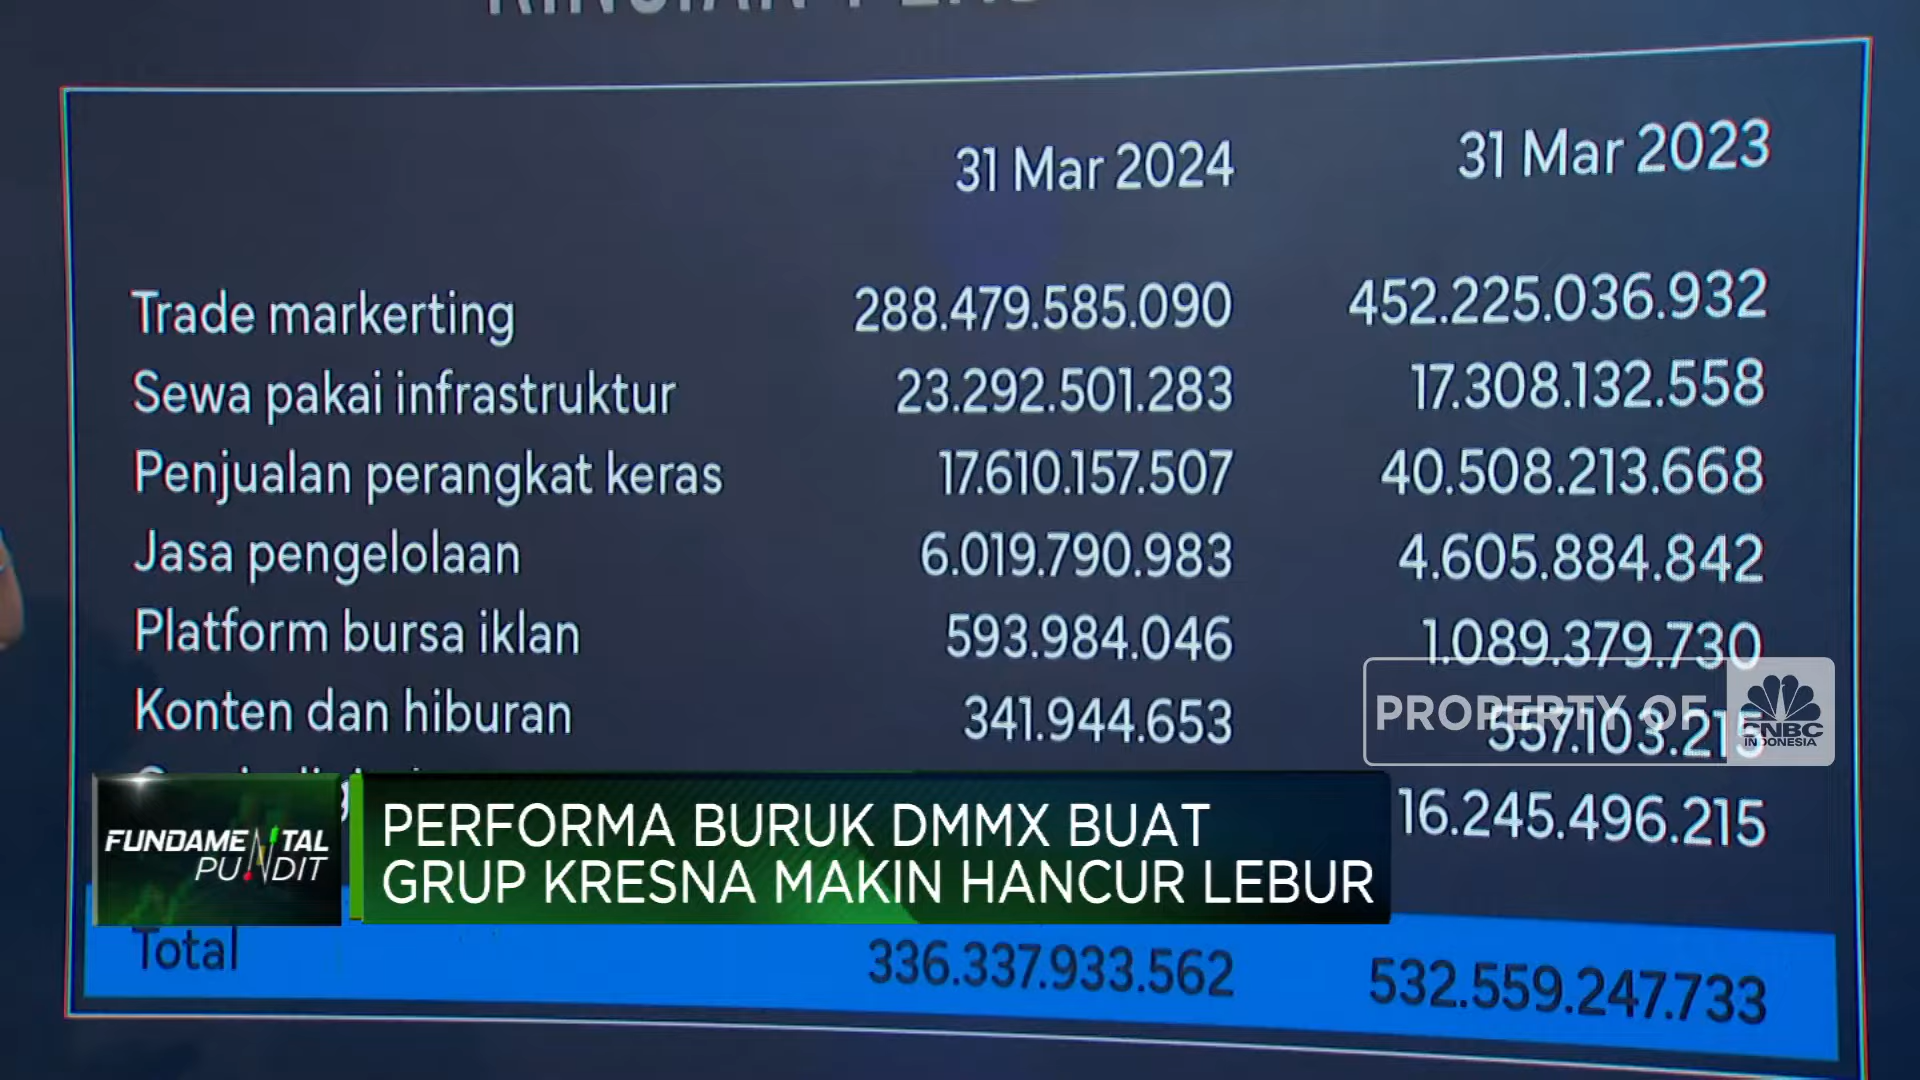 31 Mar 2024 31 Mar 2023
Trade markerting 288.479.585.090 452.225.036.932
Sewa pakai infrastruktur 23.292.501.283 17.308.132.558
Penjualan perangkat keras 17.610.157.507 40.508.213.668
Jasa pengelolaan 6.019.790.983 4.605.884.842
Platform bursa iklan 593.984.046 1.089.379.730
Konten dan hiburan 341.944.653 557.103.215
PROPERTY OF CNBC INDONESIA
16.245.496.215
FUNDAMENTAL PUNDIT
PERFORMA BURUK DMMX BUAT
GRUP KRESNA MAKIN HANCUR LEBUR
Total 336.337.933.562 532.559.247.733